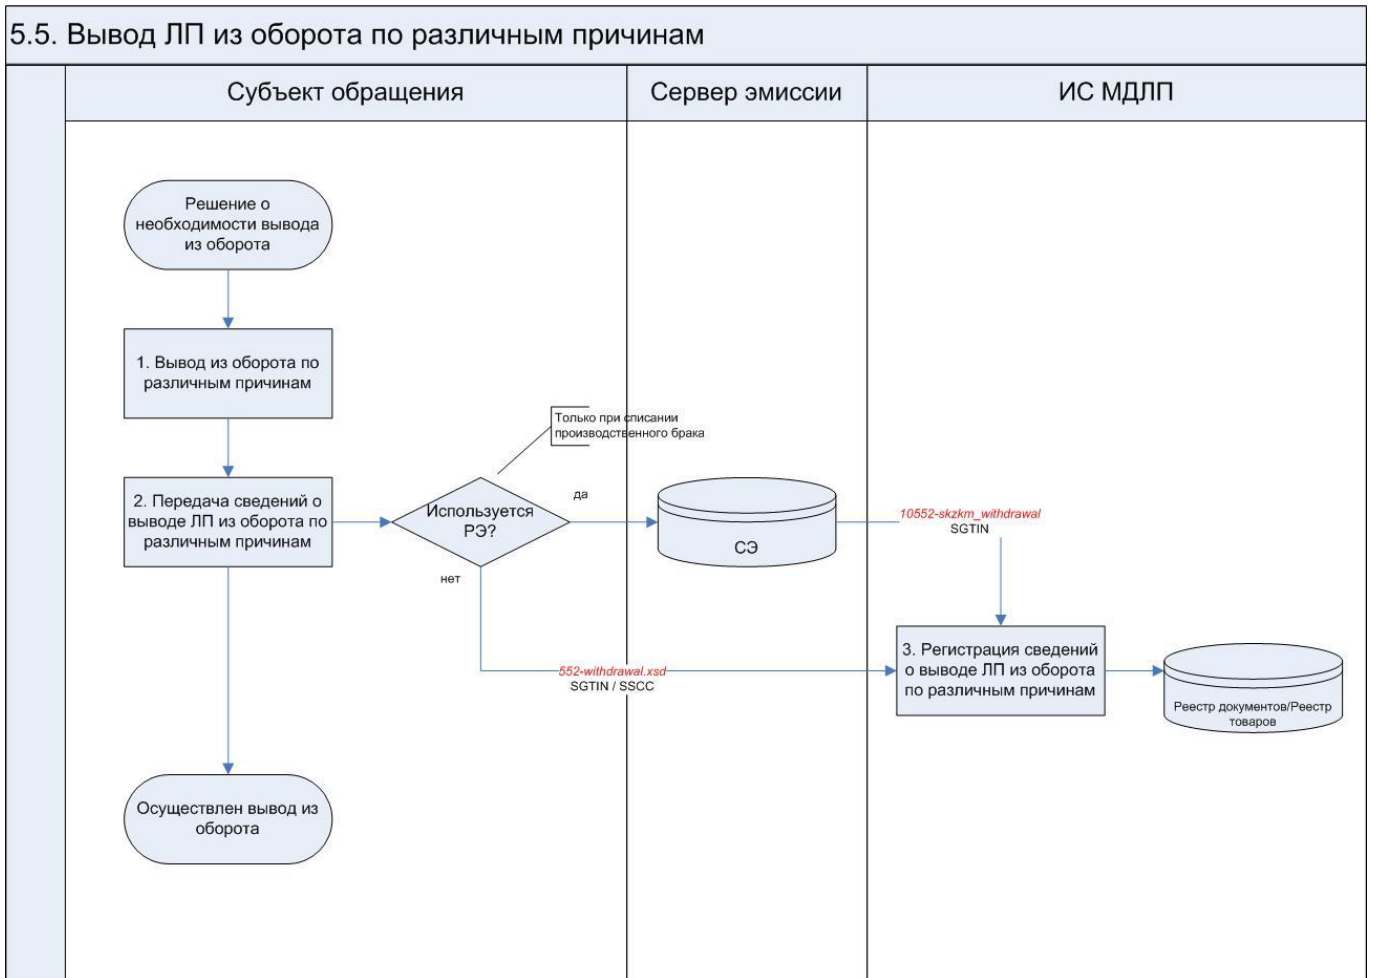 5.5. Вывод ЛП из оборота по различным причинам
Субъект обращения
Сервер эмиссии
ИС МДЛП
Решение о
необходимости вывода
из оборота
1. Вывод из оборота по
различным причинам
Только при списании
производственного брака
2. Передача сведений о
выводе ЛП из оборота по
различным причинам
Используется
РЭ?
да
нет
СЭ
10552-skzkm_withdrawal
SGTIN
552-withdrawal.xsd
SGTIN / SSCC
3. Регистрация сведений
о выводе ЛП из оборота
по различным причинам
Реестр документов/Реестр
товаров
Осуществлен вывод из
оборота